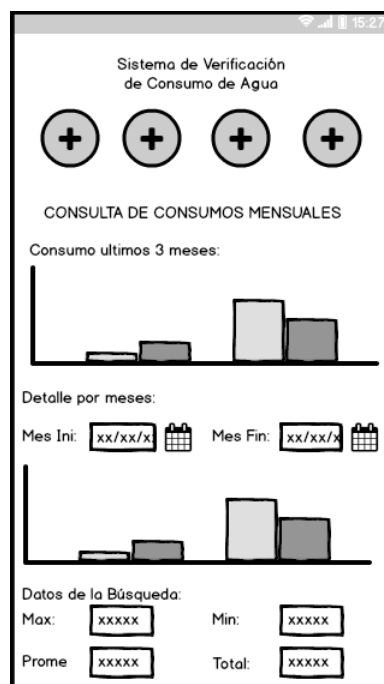 15:27
Sistema de Verificación
de Consumo de Agua
CONSULTA DE CONSUMOS MENSUALES
Consumo ultimos 3 meses:
Detalle por meses:
Mes Ini: xx/xx/x Mes Fin: xx/xx/x
Datos de la Búsqueda:
Max: xxxxx Min: xxxxx
Prome xxxxx Total: xxxxx